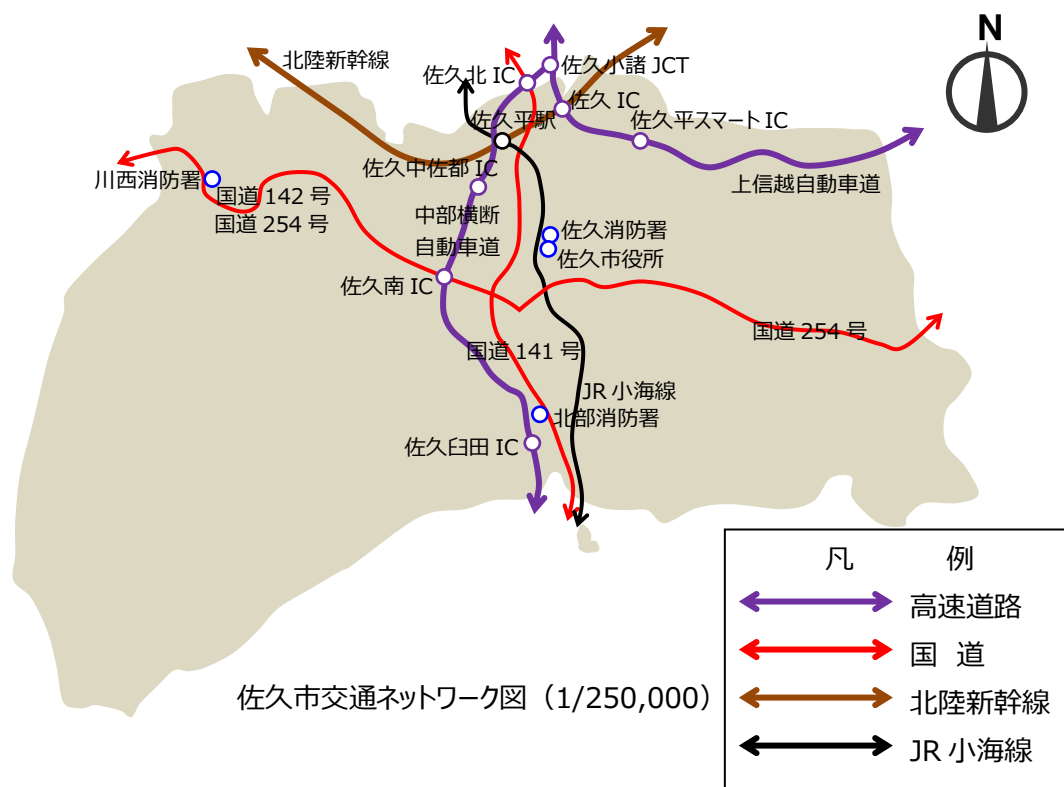 N
北陸新幹線
佐久北 IC
佐久小諸 JCT
佐久 IC
佐久平駅
佐久平スマート IC
佐久中佐都 IC
川西消防署
国道 142 号
国道 254 号
上信越自動車道
中部横断
自動車道
佐久消防署
佐久市役所
佐久南 IC
国道 254 号
国道 141 号
JR 小海線
北部消防署
佐久臼田 IC
凡 例
高速道路
国 道
北陸新幹線
JR 小海線
佐久市交通ネットワーク図（1/250,000）